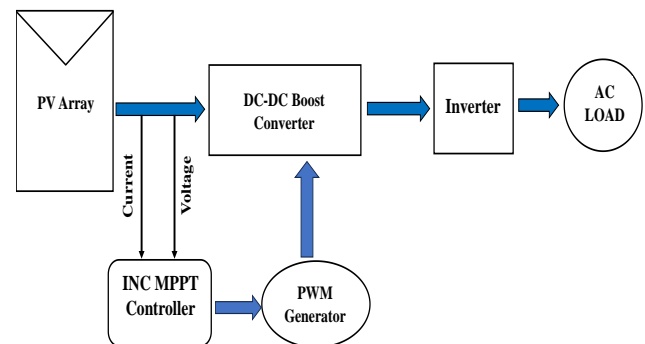 PV Array
DC-DC Boost
Converter
Inverter
AC
LOAD
Current
Voltage
INC MPPT
Controller
PWM
Generator